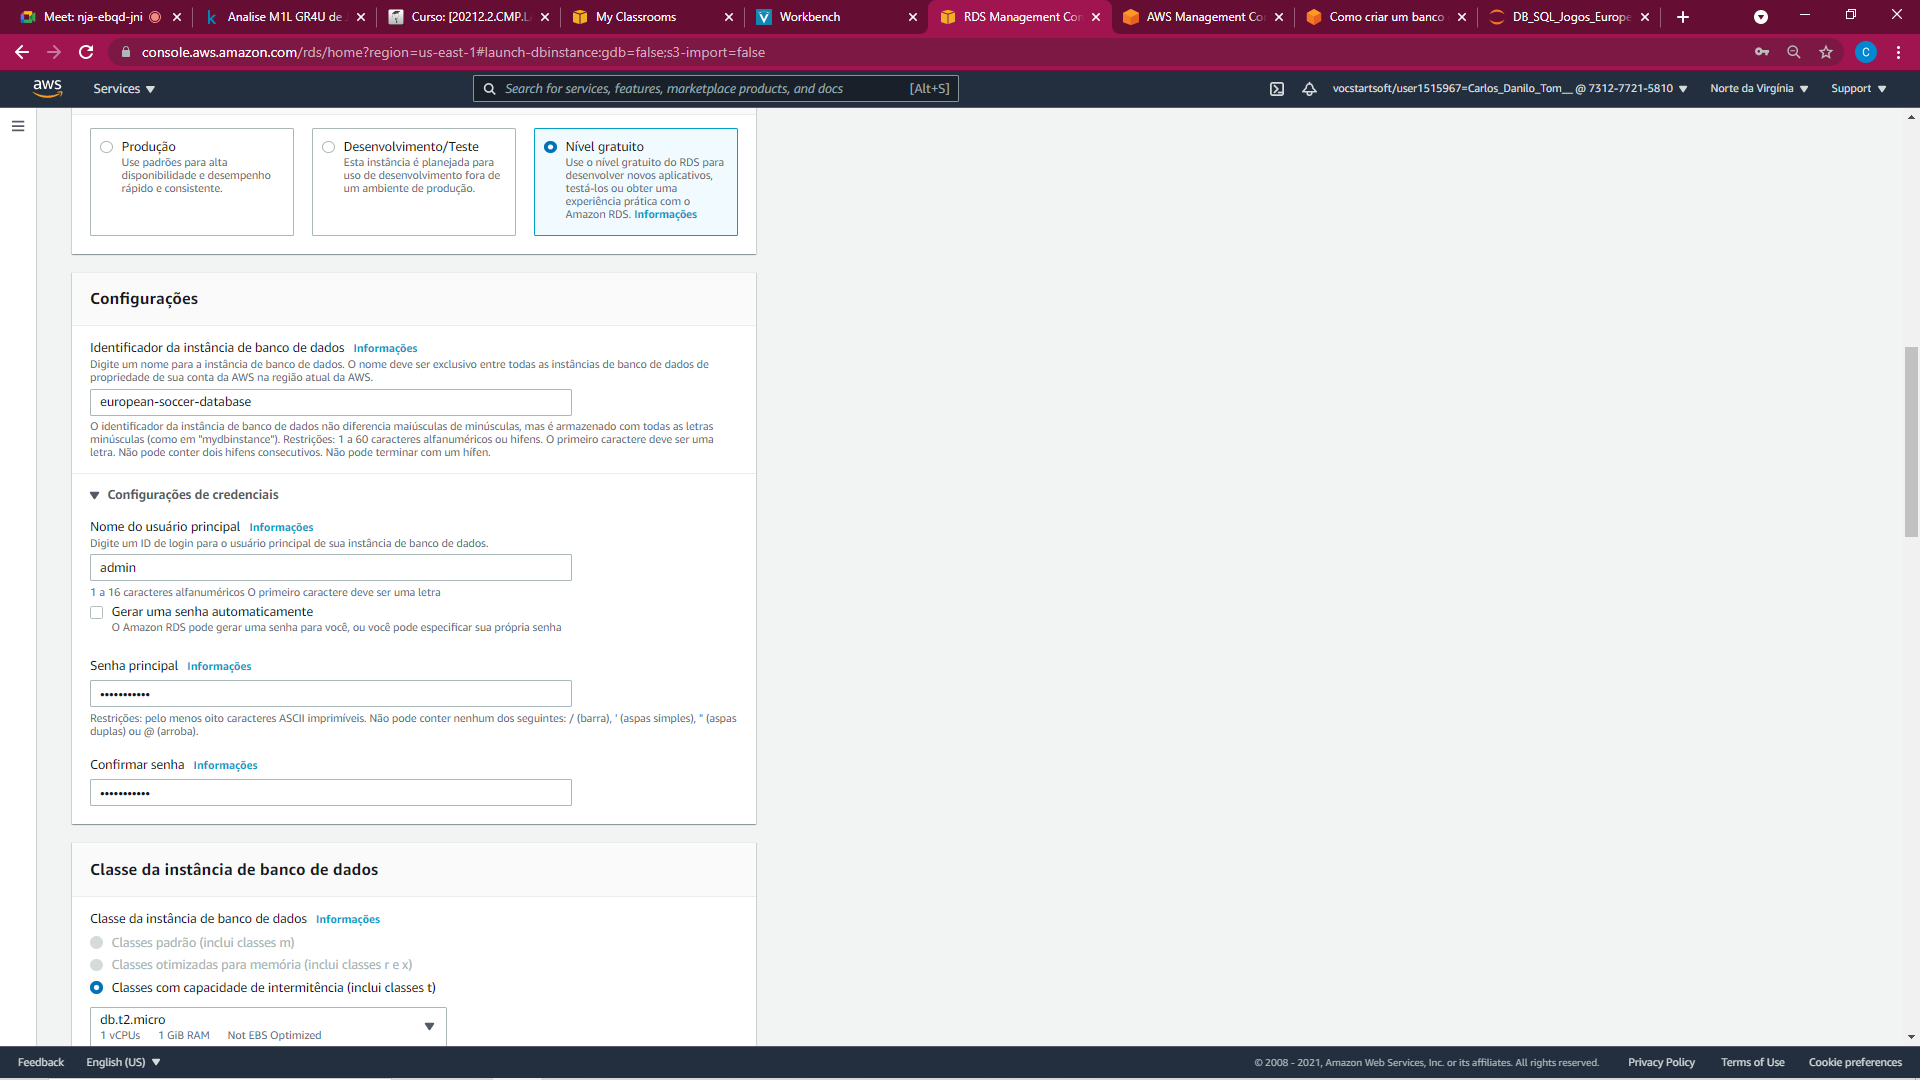 Meet: nja-ebqd-jni
Analise M1L GR4U de J
Curso: [20212.2.CMP.L
My Classrooms
Workbench
RDS Management Con
AWS Management Co
Como criar um banco
DB_SQL_Jogos_Europe
console.aws.amazon.com/rds/home?region=us-east-1#launch-dbinstance:gdb=false;s3-import=false
C
aws
Services
Search for services, features, marketplace products, and docs
[Alt+S]
vocstartsoft/user1515967=Carlos_Danilo_Tom__ @ 7312-7721-5810
Norte da Virgínia
Support
Produção
Use padrões para alta
disponibilidade e desempenho
rápido e consistente.
Desenvolvimento/Teste
Esta instância é planejada para
uso de desenvolvimento fora de
um ambiente de produção.
Nível gratuito
Use o nível gratuito do RDS para
desenvolver novos aplicativos,
testá-los ou obter uma
experiência prática com o
Amazon RDS. Informações
Configurações
Identificador da instância de banco de dados Informações
Digite um nome para a instância de banco de dados. O nome deve ser exclusivo entre todas as instâncias de banco de dados de
propriedade de sua conta da AWS na região atual da AWS.
european-soccer-database
O identificador da instância de banco de dados não diferencia maiúsculas de minúsculas, mas é armazenado com todas as letras
minúsculas (como em "mydbinstance"). Restrições: 1 a 60 caracteres alfanuméricos ou hifens. O primeiro caractere deve ser uma
letra. Não pode conter dois hifens consecutivos. Não pode terminar com um hífen.
Configurações de credenciais
Nome do usuário principal Informações
Digite um ID de login para o usuário principal de sua instância de banco de dados.
admin
1 a 16 caracteres alfanuméricos O primeiro caractere deve ser uma letra
Gerar uma senha automaticamente
O Amazon RDS pode gerar uma senha para você, ou você pode especificar sua própria senha
Senha principal Informações
•••••••••••
Restrições: pelo menos oito caracteres ASCII imprimíveis. Não pode conter nenhum dos seguintes: / (barra), ' (aspas simples), " (aspas
duplas) ou @ (arroba).
Confirmar senha Informações
•••••••••••
Classe da instância de banco de dados
Classe da instância de banco de dados Informações
Classes padrão (inclui classes m)
Classes otimizadas para memória (inclui classes r e x)
Classes com capacidade de intermitência (inclui classes t)
db.t2.micro
1 vCPUs 1 GiB RAM Not EBS Optimized
Feedback
English (US)
© 2008 - 2021, Amazon Web Services, Inc. or its affiliates. All rights reserved.
Privacy Policy
Terms of Use
Cookie preferences